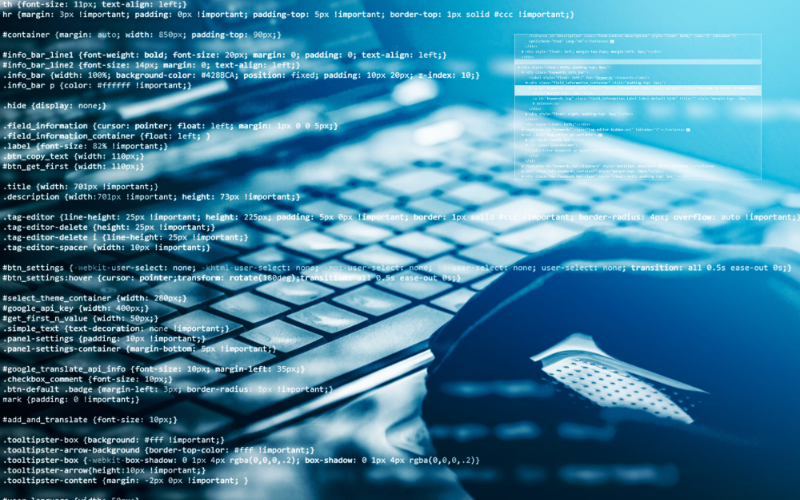 th {font-size: 11px; text-align: left;}
hr {margin: 3px !important; padding: 0px !important; padding-top: 5px !important; border-top: 1px solid #ccc !important;}
#container {margin: auto; width: 850px; padding-top: 90px;}
#info_bar_line1 {font-weight: bold; font-size: 20px; margin: 0; padding: 0; text-align: left;}
#info_bar_line2 {font-size: 14px; margin: 0; text-align: left;}
.info_bar {width: 100%; background-color: #4288CA; position: fixed; padding: 10px 20px; z-index: 10;}
.info_bar p {color: #ffffff !important;}
.hide {display: none;}
.field_information {cursor: pointer; float: left; margin: 1px 0 0 5px;}
.field_information_container {float: left; }
.label {font-size: 82% !important;}
.btn_copy_text {width: 110px;}
#btn_get_first {width: 110px;}
.title {width: 701px !important;}
.description {width:701px !important; height: 73px !important;}
.tag-editor {line-height: 25px !important; height: 225px; padding: 5px 0px !important; border: 1px solid #ccc !important; border-radius: 4px; overflow: auto !important;}
.tag-editor-delete {height: 25px !important;}
.tag-editor-delete i {line-height: 25px !important;}
.tag-editor-spacer {width: 10px !important;}
#btn_settings {-webkit-user-select: none; -khtml-user-select: none; user-select: none; user-select: none; transition: all 0.5s ease-out 0s;}
#btn_settings:hover {cursor: pointer;transform: rotate(180deg);transition: all 0.5s ease-out 0s;}
#select_theme_container {width: 280px;}
#google_api_key {width: 400px;}
#get_first_n_value {width: 50px;}
.simple_text {text-decoration: none !important;}
.panel-settings {padding: 10px !important;}
.panel-settings-container {margin-bottom: 5px !important;}
#google_translate_api_info {font-size: 10px; margin-left: 35px;}
.checkbox_comment {font-size: 10px;}
.btn-default .badge {margin-left: 3px; border-radius: 5px !important;}
mark {padding: 0 !important;}
#add_and_translate {font-size: 10px;}
.tooltipster-box {background: #fff !important;}
.tooltipster-arrow-background {border-top-color: #fff !important;}
.tooltipster-box {-webkit-box-shadow: 0 1px 4px rgba(0,0,0,.2); box-shadow: 0 1px 4px rgba(0,0,0,.2);}
.tooltipster-arrow{height:10px !important;}
.tooltipster-content {margin: -2px 0px !important; }